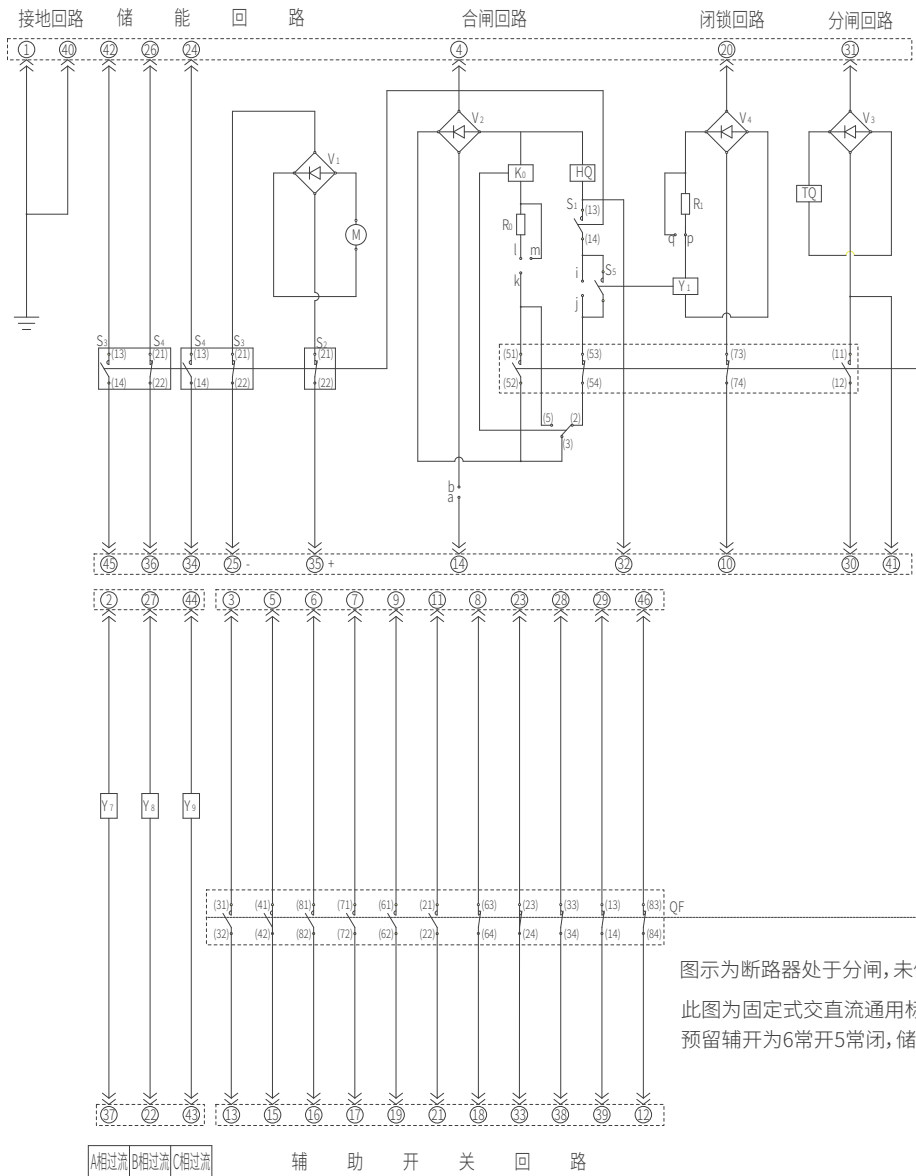 接地回路 储能回路 合闸回路 闭锁回路 分闸回路
1 40 42 26 24 4 20 31
V1 V2 V4 V3
K0 HQ TQ
M
S1 (13)
(14)
R0 R1
l m q p
i S5
k Y1
j
S3 S4 S4 S3 S2
(13) (21) (13) (21) (21)
(14) (22) (14) (22) (22)
(51) (53) (73) (11)
(52) (54) (74) (12)
(5) (2)
(3)
b
a
45 36 34 25 - 35 + 14 32 10 30 41
2 27 44 3 5 6 7 9 11 8 23 28 29 46
Y7 Y8 Y9
(31) (41) (81) (71) (61) (21) (63) (23) (33) (13) (83) QF
(32) (42) (82) (72) (62) (22) (64) (24) (34) (14) (84)
图示为断路器处于分闸,未
此图为固定式交直流通用
预留辅开为6常开5常闭,储
37 22 43 13 15 16 17 19 21 18 33 38 39 12
A相过流 B相过流 C相过流 辅助开关回路